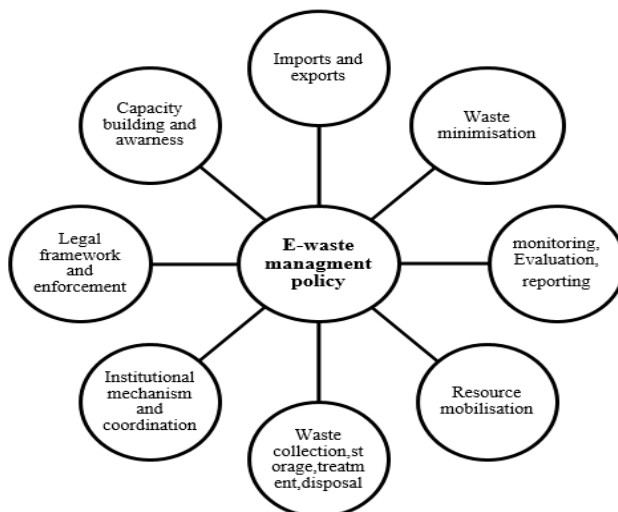 Imports and
exports
Capacity
building and
awarness
Waste
minimisation
Legal
framework
and
enforcement
E-waste
managment
policy
monitoring,
Evaluation,
reporting
Institutional
mechanism
and
coordination
Resource
mobilisation
Waste
collection,st
orage,treatm
ent,disposal